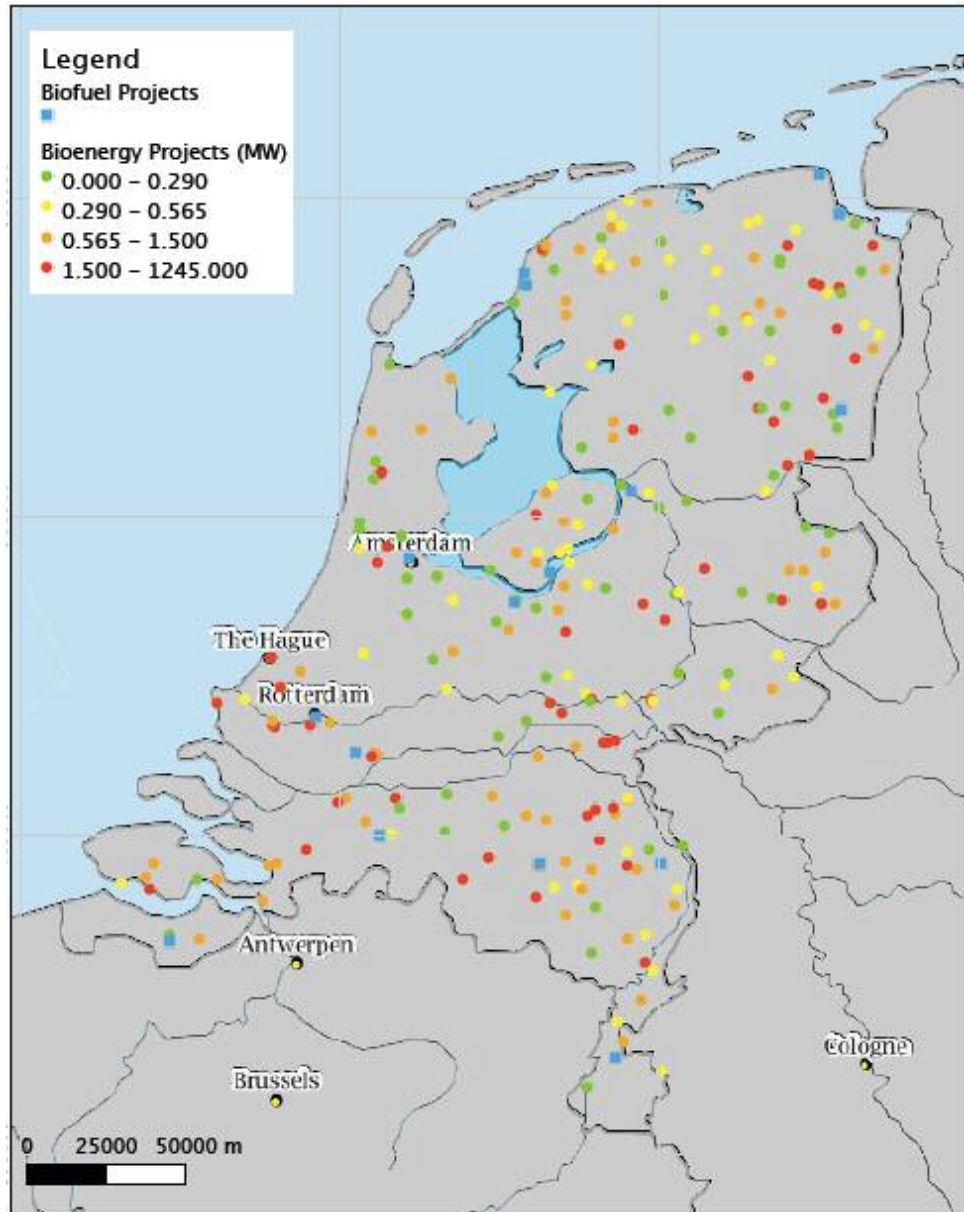 Legend
Biofuel Projects
Bioenergy Projects (MW)
0.000 – 0.290
0.290 – 0.565
0.565 – 1.500
1.500 – 1245.000
Amsterdam
The Hague
Rotterdam
Antwerpen
Cologne
Brussels
0 25000 50000 m